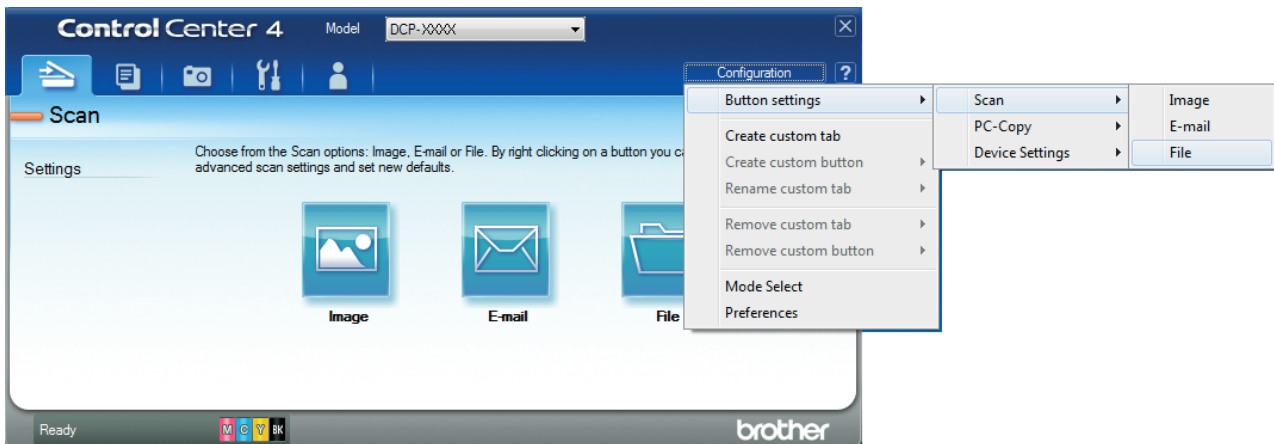 Control Center 4
Model
DCP-XXXX
Configuration
?
Scan
Settings
Choose from the Scan options: Image, E-mail or File. By right clicking on a button you c
advanced scan settings and set new defaults.
Image
E-mail
File
Button settings
Create custom tab
Create custom button
Rename custom tab
Remove custom tab
Remove custom button
Mode Select
Preferences
Scan
PC-Copy
Device Settings
Image
E-mail
File
Ready
M C Y BK
brother